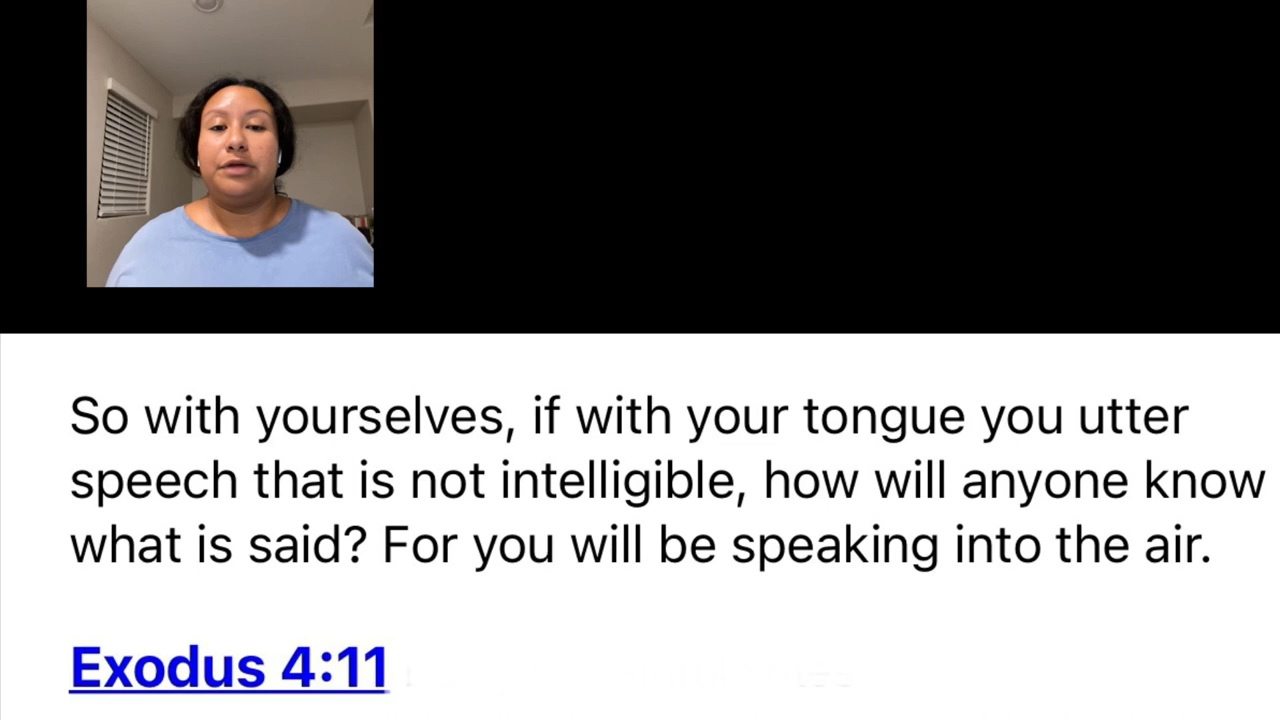 So with yourselves, if with your tongue you utter
speech that is not intelligible, how will anyone know
what is said? For you will be speaking into the air.
Exodus 4:11